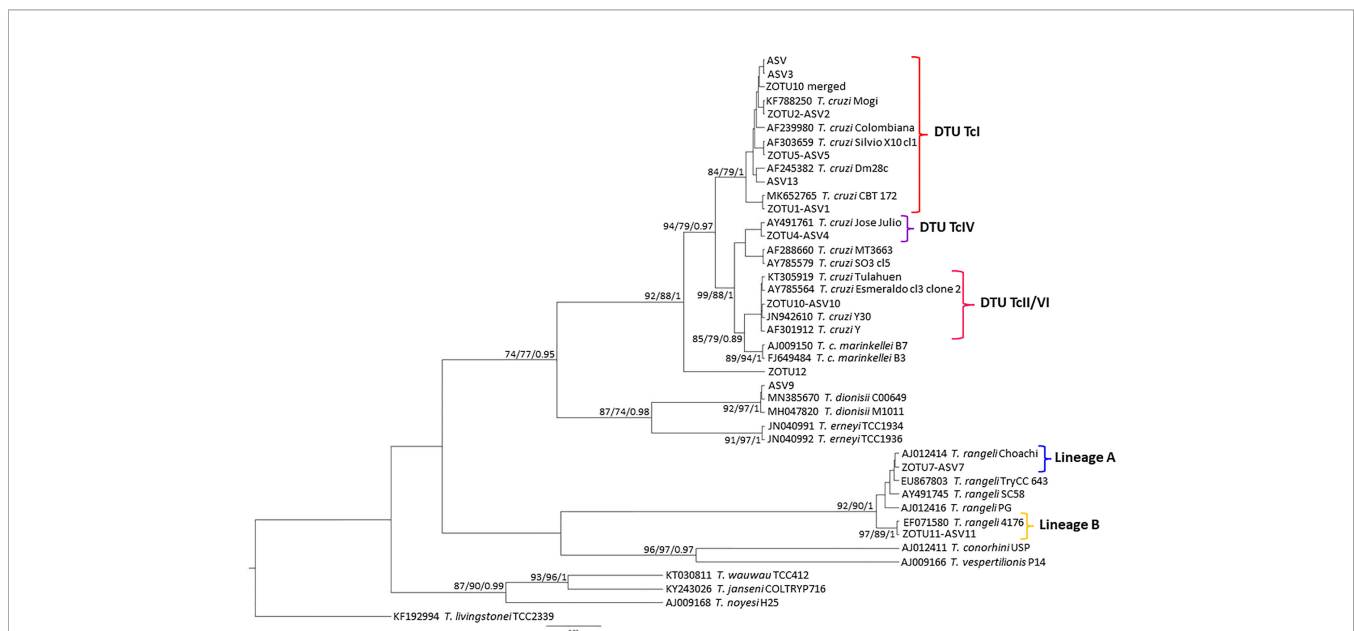 ASV
ASV3
ZOTU10 merged
KF788250 T. cruzi Mogi
ZOTU2-ASV2
AF239980 T. cruzi Colombiana
AF303659 T. cruzi Silvio X10 cl1
ZOTU5-ASV5
AF245382 T. cruzi Dm28c
ASV13
MK652765 T. cruzi CBT 172
ZOTU1-ASV1
DTU TcI
84/79/1
AY491761 T. cruzi Jose Julio
ZOTU4-ASV4
DTU TcIV
94/79/0.97
AF288660 T. cruzi MT3663
AY785579 T. cruzi SO3 cl5
KT305919 T. cruzi Tulahuen
AY785564 T. cruzi Esmeraldo cl3 clone 2
ZOTU10-ASV10
JN942610 T. cruzi Y30
AF301912 T. cruzi Y
DTU TcII/VI
92/88/1
99/88/1
85/79/0.89
AJ009150 T. c. marinkellei B7
FJ649484 T. c. marinkellei B3
89/94/1
ZOTU12
74/77/0.95
ASV9
MN385670 T. dionisii C00649
MH047820 T. dionisii M1011
87/74/0.98
92/97/1
JN040991 T. erneyi TCC1934
JN040992 T. erneyi TCC1936
91/97/1
AJ012414 T. rangeli Choachi
ZOTU7-ASV7
Lineage A
EU867803 T. rangeli TryCC 643
AY491745 T. rangeli SC58
AJ012416 T. rangeli PG
92/90/1
EF071580 T. rangeli 4176
ZOTU11-ASV11
Lineage B
97/89/1
AJ012411 T. conorhini USP
AJ009166 T. vespertilionis P14
96/97/0.97
KT030811 T. wauwau TCC412
KY243026 T. janseni COLTRYP716
AJ009168 T. noyesi H25
93/96/1
87/90/0.99
KF192994 T. livingstonei TCC2339